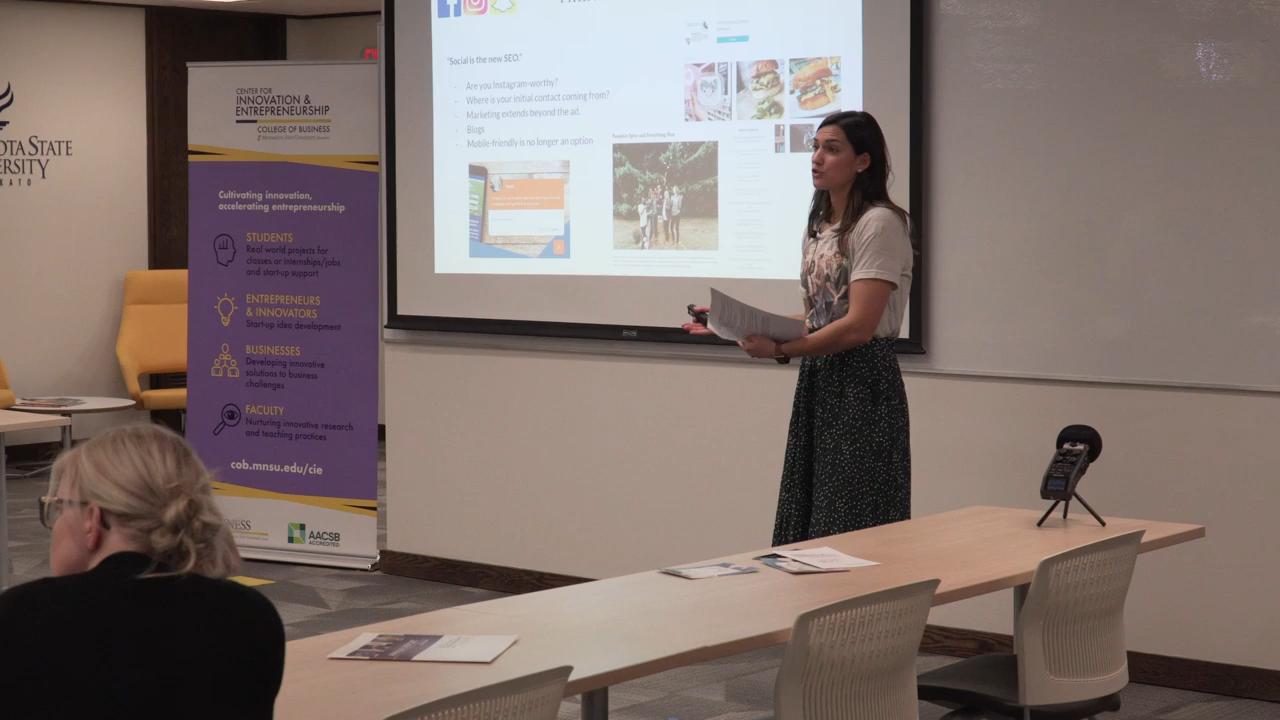 OTA STATE
ERSITY
KATO
CENTER FOR
INNOVATION &
ENTREPRENEURSHIP
COLLEGE OF BUSINESS
Cultivating innovation,
accelerating entrepreneurship
STUDENTS
Real world projects for
classes or internships/jobs
and start-up support
ENTREPRENEURS
& INNOVATORS
Start-up idea development
BUSINESSES
Developing innovative
solutions to business
challenges
FACULTY
Nurturing innovative research
and teaching practices
cob.mnsu.edu/cie
NESS
AACSB
ACCREDITED
"Social is the new SEO."
- Are you Instagram-worthy?
- Where is your initial contact coming from?
- Marketing extends beyond the ad.
- Blogs
- Mobile-friendly is no longer an option